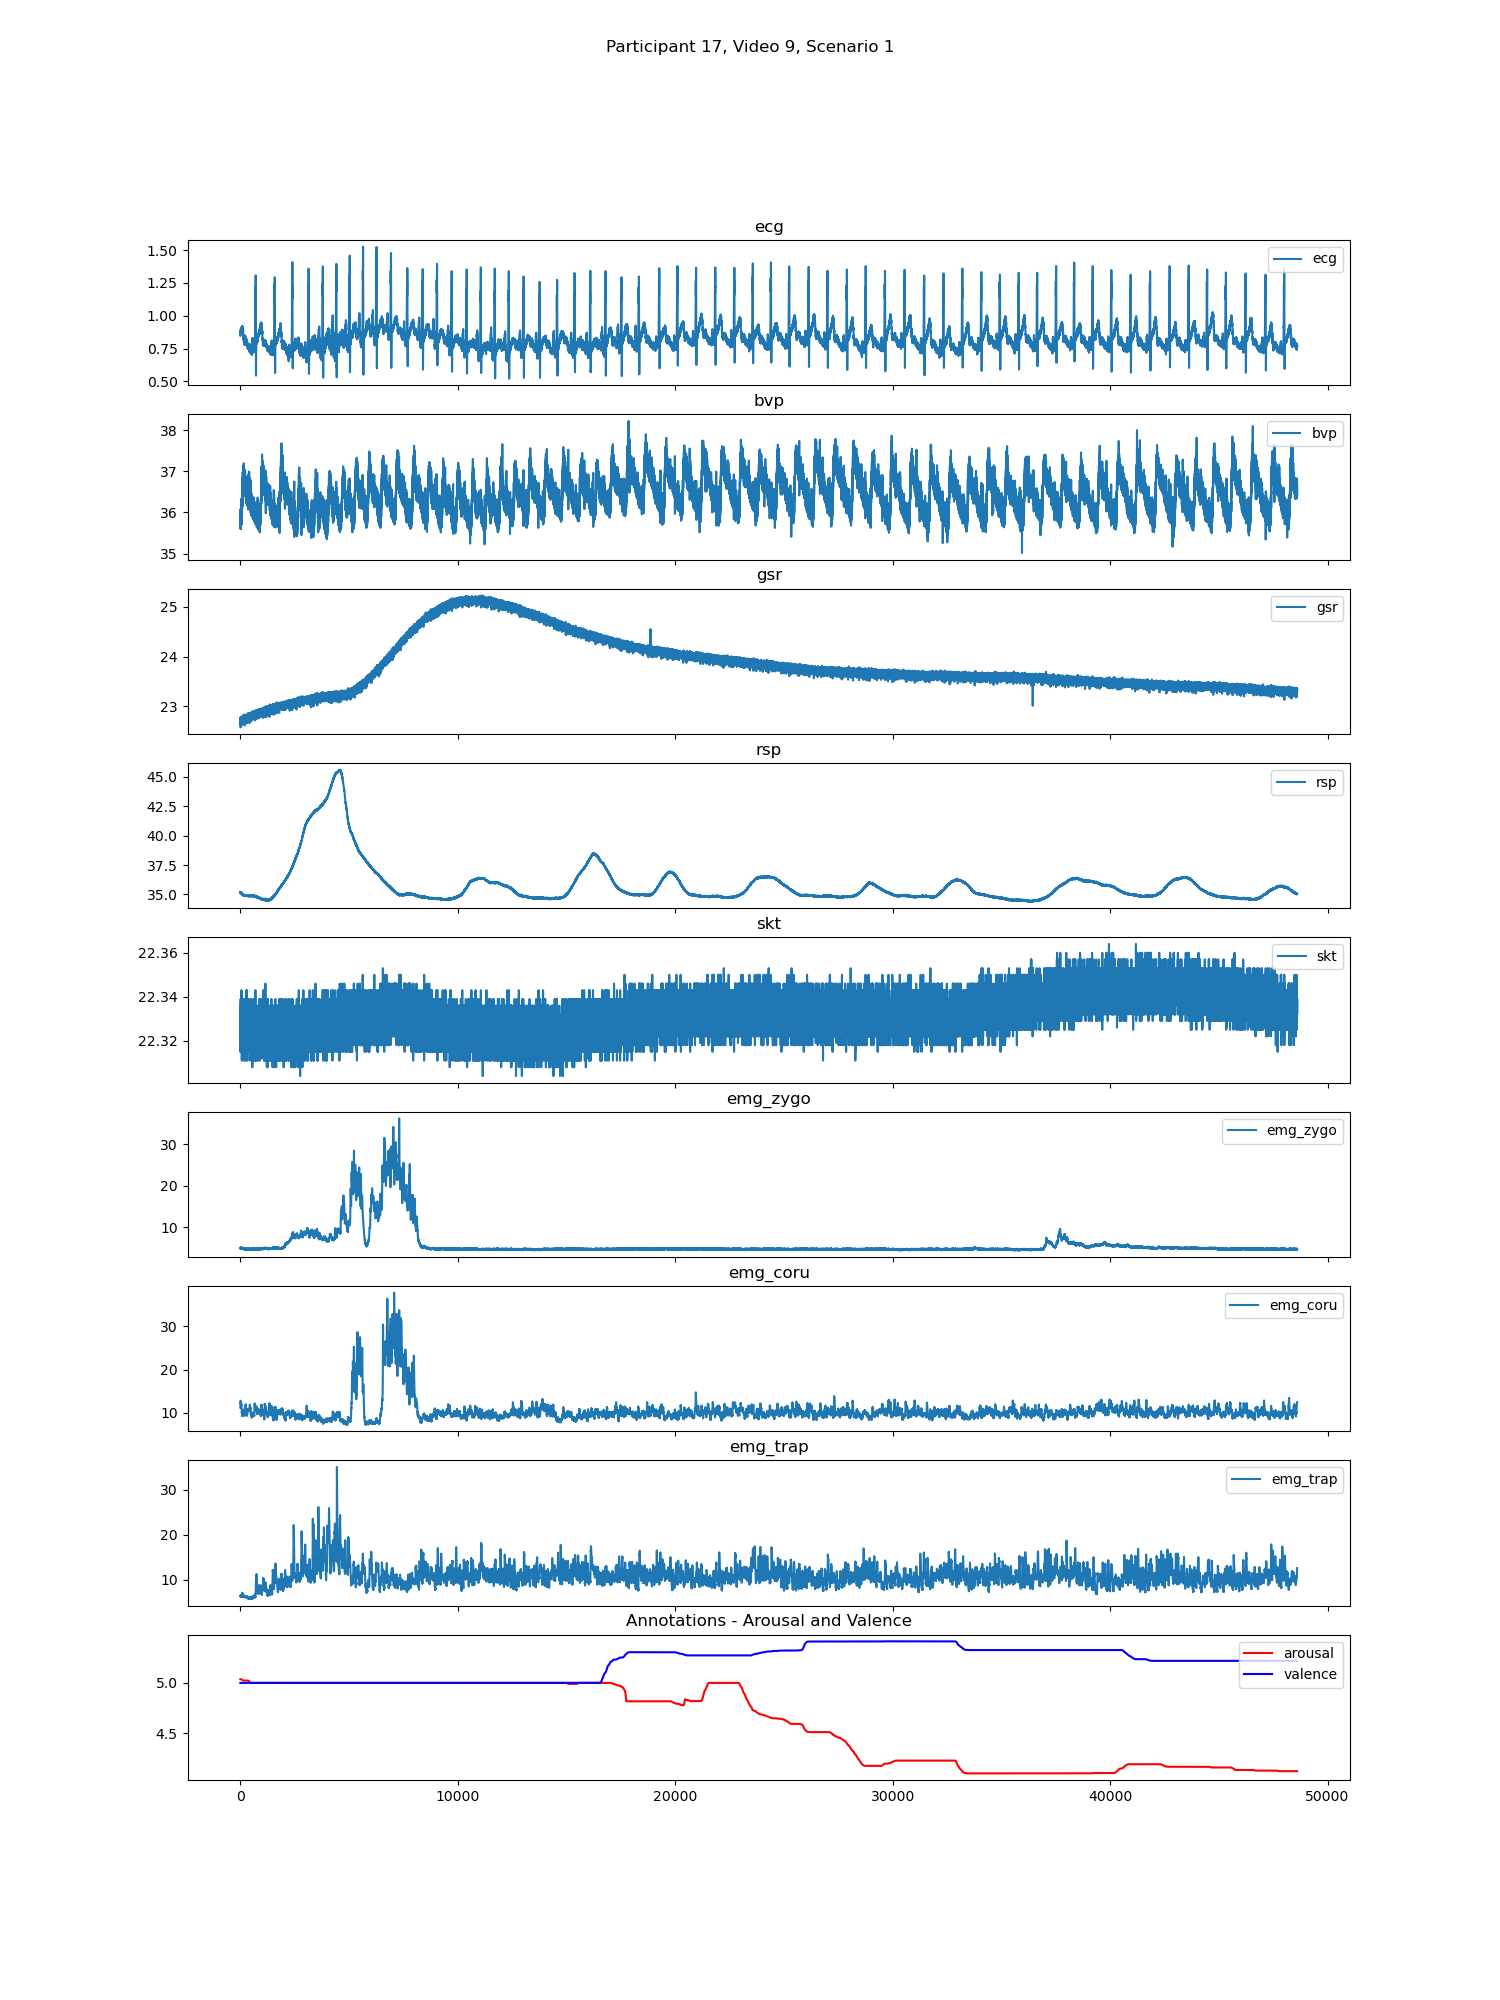 Participant 17, Video 9, Scenario 1
ecg
1.50
1.25
1.00
0.75
0.50
ecg
bvp
38
37
36
35
bvp
gsr
25
24
23
gsr
rsp
45.0
42.5
40.0
37.5
35.0
rsp
skt
22.36
22.34
22.32
skt
emg_zygo
30
20
10
emg_zygo
emg_coru
30
20
10
emg_coru
emg_trap
30
20
10
emg_trap
Annotations - Arousal and Valence
5.0
4.5
arousal
valence
0 10000 20000 30000 40000 50000